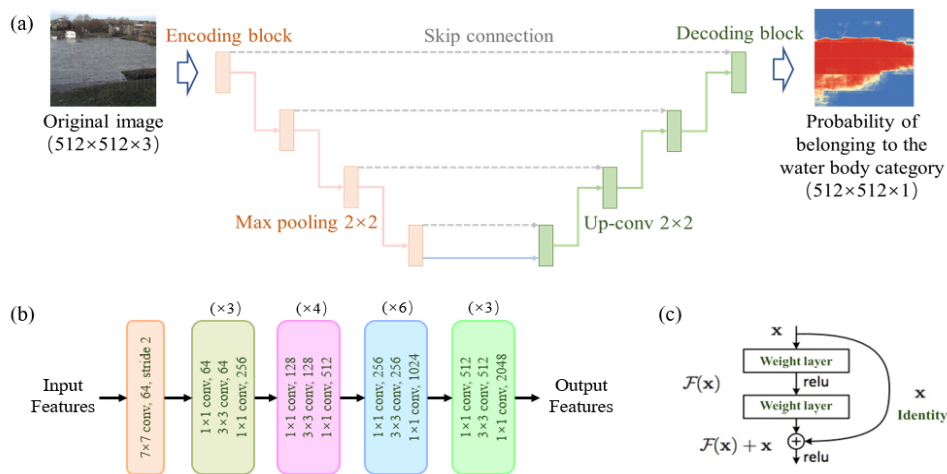 (a)
Encoding block
Skip connection
Decoding block
Original image
(512×512×3)
Max pooling 2×2
Up-conv 2×2
Probability of
belonging to the
water body category
(512×512×1)
(b)
(×3)
(×4)
(×6)
(×3)
Input
Features
7×7 conv, 64, stride 2
1×1 conv, 64
3×3 conv, 64
1×1 conv, 256
1×1 conv, 128
3×3 conv, 128
1×1 conv, 512
1×1 conv, 256
3×3 conv, 256
1×1 conv, 1024
1×1 conv, 512
3×3 conv, 512
1×1 conv, 2048
Output
Features
(c)
x
Weight layer
F(x)
relu
x
Weight layer
Identity
F(x) + x
relu